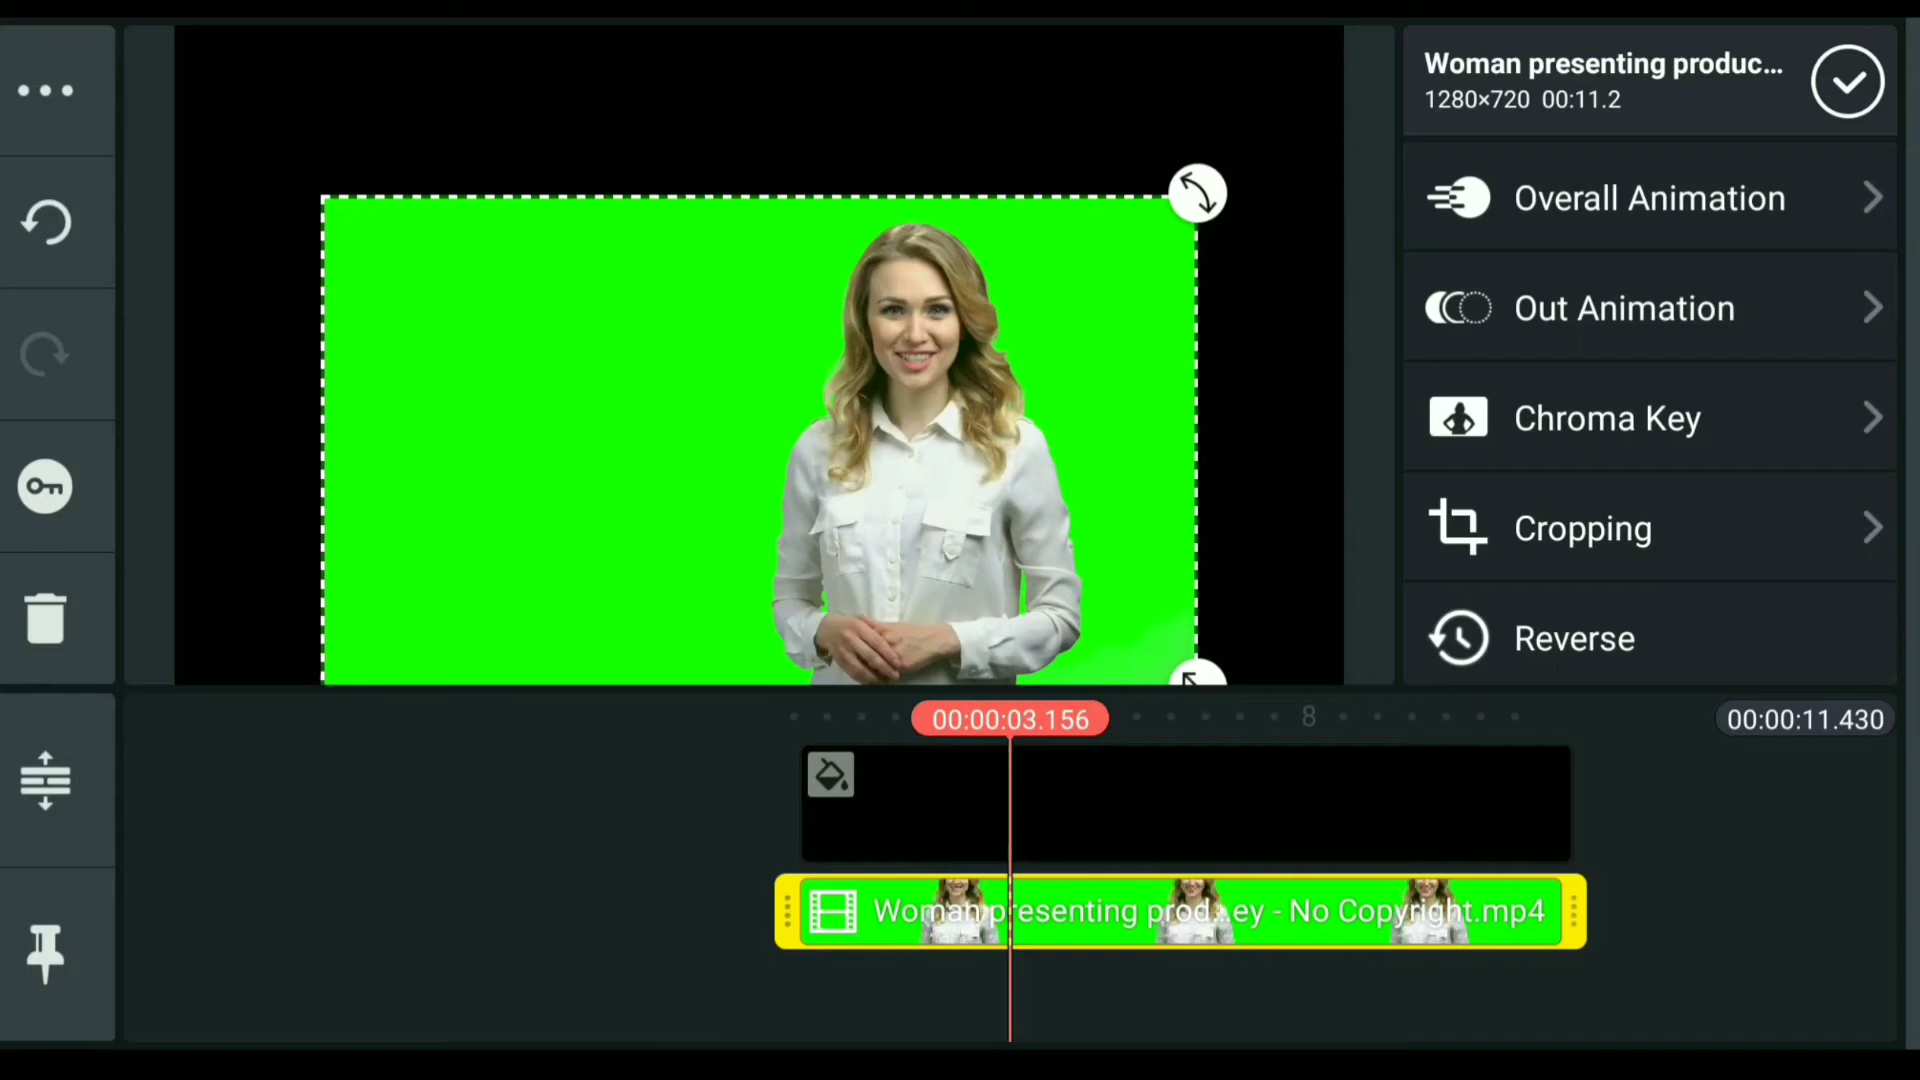 Woman presenting produc...
1280×720 00:11.2
Overall Animation
Out Animation
Chroma Key
Cropping
Reverse
00:00:03.156
8
00:00:11.430
Woman presenting prod...ey - No Copyright.mp4